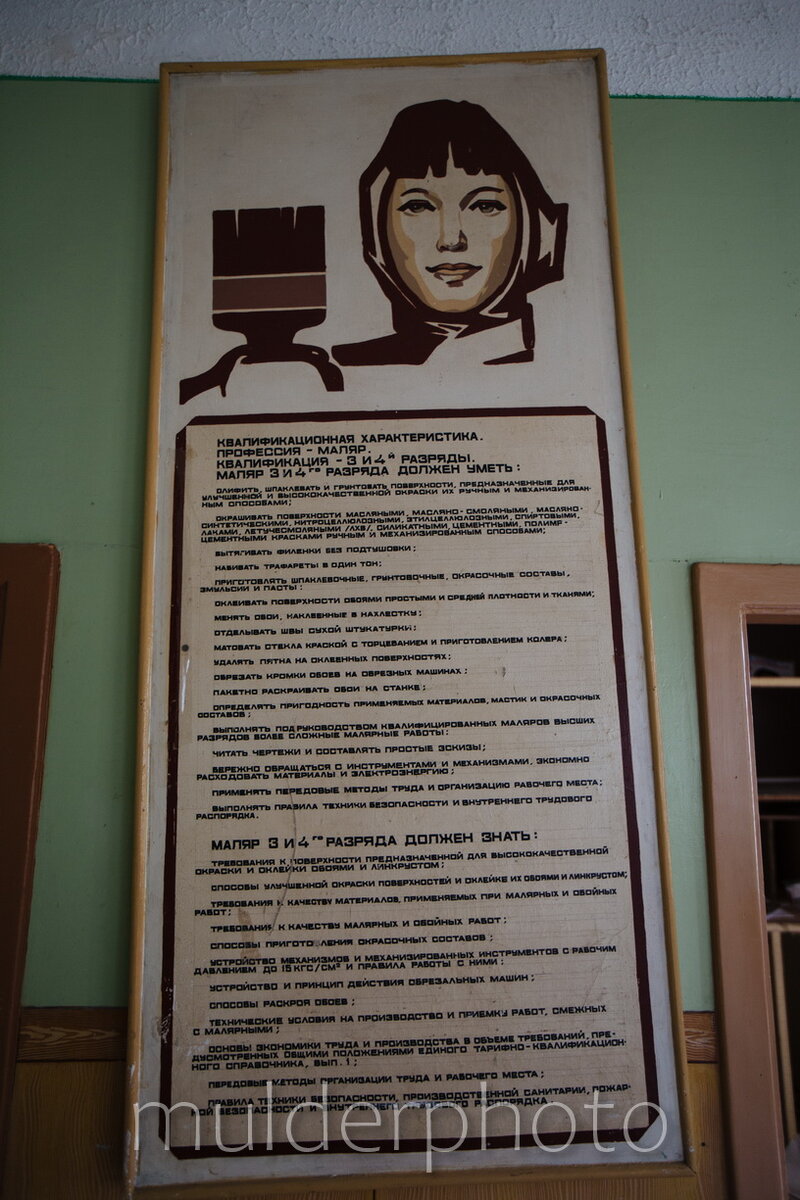 КВАЛИФИКАЦИОННАЯ ХАРАКТЕРИСТИКА.
ПРОФЕССИЯ - МАЛЯР.
КВАЛИФИКАЦИЯ - 3 И 4Й РАЗРЯДЫ.
МАЛЯР 3 И 4ГО РАЗРЯДА ДОЛЖЕН УМЕТЬ:
ОЛИФИТЬ, ШПАКЛЕВАТЬ И ГРУНТОВАТЬ ПОВЕРХНОСТИ, ПРЕДНАЗНАЧЕННЫЕ ДЛЯ
УЛУЧШЕННОЙ И ВЫСОКОКАЧЕСТВЕННОЙ ОКРАСКИ ИХ РУЧНЫМ И МЕХАНИЗИРОВАН-
НЫМ СПОСОБАМИ;
ОКРАШИВАТЬ ПОВЕРХНОСТИ МАСЛЯНЫМИ, МАСЛЯНО-СМОЛЯНЫМИ, МАСЛЯНО-
СИНТЕТИЧЕСКИМИ, НИТРОЦЕЛЛЮЛОЗНЫМИ, ЭТИЛЦЕЛЛЮЛОЗНЫМИ, СПИРТОВЫМИ,
ЛАКАМИ, ЛЕТУЧЕСМОЛЯНЫМИ /ЛХВ/, СИЛИКАТНЫМИ, ЦЕМЕНТНЫМИ, ПОЛИМР-
ЦЕМЕНТНЫМИ КРАСКАМИ РУЧНЫМ И МЕХАНИЗИРОВАННЫМ СПОСОБАМИ;
ВЫТЯГИВАТЬ ФИЛЕНКИ БЕЗ ПОДТУШОВКИ;
НАБИВАТЬ ТРАФАРЕТЫ В ОДИН ТОН;
ПРИГОТОВЛЯТЬ ШПАКЛЕВОЧНЫЕ, ГРУНТОВОЧНЫЕ, ОКРАСОЧНЫЕ СОСТАВЫ,
ЭМУЛЬСИИ И ПАСТЫ:
ОКЛЕИВАТЬ ПОВЕРХНОСТИ ОБОЯМИ ПРОСТЫМИ И СРЕДНЕЙ ПЛОТНОСТИ И ТКАНЯМИ;
МЕНЯТЬ ОБОИ, НАКЛЕЕННЫЕ В НАХЛЕСТКУ;
ОТДЕЛЫВАТЬ ШВЫ СУХОЙ ШТУКАТУРКИ;
МАТОВАТЬ СТЕКЛА КРАСКОЙ С ТОРЦЕВАНИЕМ И ПРИГОТОВЛЕНИЕМ КОЛЕРА;
УДАЛЯТЬ ПЯТНА НА ОКЛЕЕННЫХ ПОВЕРХНОСТЯХ;
ОБРЕЗАТЬ КРОМКИ ОБОЕВ НА ОБРЕЗНЫХ МАШИНАХ;
ПАКЕТНО РАСКРАИВАТЬ ОБОИ НА СТАНКЕ;
ОПРЕДЕЛЯТЬ ПРИГОДНОСТЬ ПРИМЕНЯЕМЫХ МАТЕРИАЛОВ, МАСТИК И ОКРАСОЧНЫХ
СОСТАВОВ;
ВЫПОЛНЯТЬ ПОД РУКОВОДСТВОМ КВАЛИФИЦИРОВАННЫХ МАЛЯРОВ ВЫСШИХ
РАЗРЯДОВ БОЛЕЕ СЛОЖНЫЕ МАЛЯРНЫЕ РАБОТЫ;
ЧИТАТЬ ЧЕРТЕЖИ И СОСТАВЛЯТЬ ПРОСТЫЕ ЭСКИЗЫ;
БЕРЕЖНО ОБРАЩАТЬСЯ С ИНСТРУМЕНТАМИ И МЕХАНИЗМАМИ, ЭКОНОМНО
РАСХОДОВАТЬ МАТЕРИАЛЫ И ЭЛЕКТРОЭНЕРГИЮ;
ПРИМЕНЯТЬ ПЕРЕДОВЫЕ МЕТОДЫ ТРУДА И ОРГАНИЗАЦИЮ РАБОЧЕГО МЕСТА;
ВЫПОЛНЯТЬ ПРАВИЛА ТЕХНИКИ БЕЗОПАСНОСТИ И ВНУТРЕННЕГО ТРУДОВОГО
РАСПОРЯДКА.
МАЛЯР 3 И 4ГО РАЗРЯДА ДОЛЖЕН ЗНАТЬ:
ТРЕБОВАНИЯ К ПОВЕРХНОСТИ ПРЕДНАЗНАЧЕННОЙ ДЛЯ ВЫСОКОКАЧЕСТВЕННОЙ
ОКРАСКИ И ОКЛЕЙКИ ОБОЯМИ И ЛИНКРУСТОМ;
СПОСОБЫ УЛУЧШЕННОЙ ОКРАСКИ ПОВЕРХНОСТЕЙ И ОКЛЕЙКЕ ИХ ОБОЯМИ И ЛИНКРУСТОМ;
ТРЕБОВАНИЯ К КАЧЕСТВУ МАТЕРИАЛОВ, ПРИМЕНЯЕМЫХ ПРИ МАЛЯРНЫХ И ОБОЙНЫХ
РАБОТ;
ТРЕБОВАНИЯ К КАЧЕСТВУ МАЛЯРНЫХ И ОБОЙНЫХ РАБОТ;
СПОСОБЫ ПРИГОТОВЛЕНИЯ ОКРАСОЧНЫХ СОСТАВОВ;
УСТРОЙСТВО МЕХАНИЗМОВ И МЕХАНИЗИРОВАННЫХ ИНСТРУМЕНТОВ С РАБОЧИМ
ДАВЛЕНИЕМ ДО 15 КГС/СМ² И ПРАВИЛА РАБОТЫ С НИМИ;
УСТРОЙСТВО И ПРИНЦИП ДЕЙСТВИЯ ОБРЕЗАЛЬНЫХ МАШИН;
СПОСОБЫ РАСКРОЯ ОБОЕВ;
ТЕХНИЧЕСКИЕ УСЛОВИЯ НА ПРОИЗВОДСТВО И ПРИЕМКУ РАБОТ, СМЕЖНЫХ
С МАЛЯРНЫМИ;
ОСНОВЫ ЭКОНОМИКИ ТРУДА И ПРОИЗВОДСТВА В ОБЪЕМЕ ТРЕБОВАНИЙ, ПРЕ-
ДУСМОТРЕННЫХ ОБЩИМИ ПОЛОЖЕНИЯМИ ЕДИНОГО ТАРИФНО-КВАЛИФИКАЦИОН-
НОГО СПРАВОЧНИКА, ВЫП. 1;
ПЕРЕДОВЫЕ МЕТОДЫ ОРГАНИЗАЦИИ ТРУДА И РАБОЧЕГО МЕСТА;
ПРАВИЛА ТЕХНИКИ БЕЗОПАСНОСТИ, ПРОИЗВОДСТВЕННОЙ САНИТАРИИ, ПОЖАР-
НОЙ БЕЗОПАСНОСТИ И ВНУТРЕННЕГО ТРУДОВОГО РАСПОРЯДКА.
mulderphoto